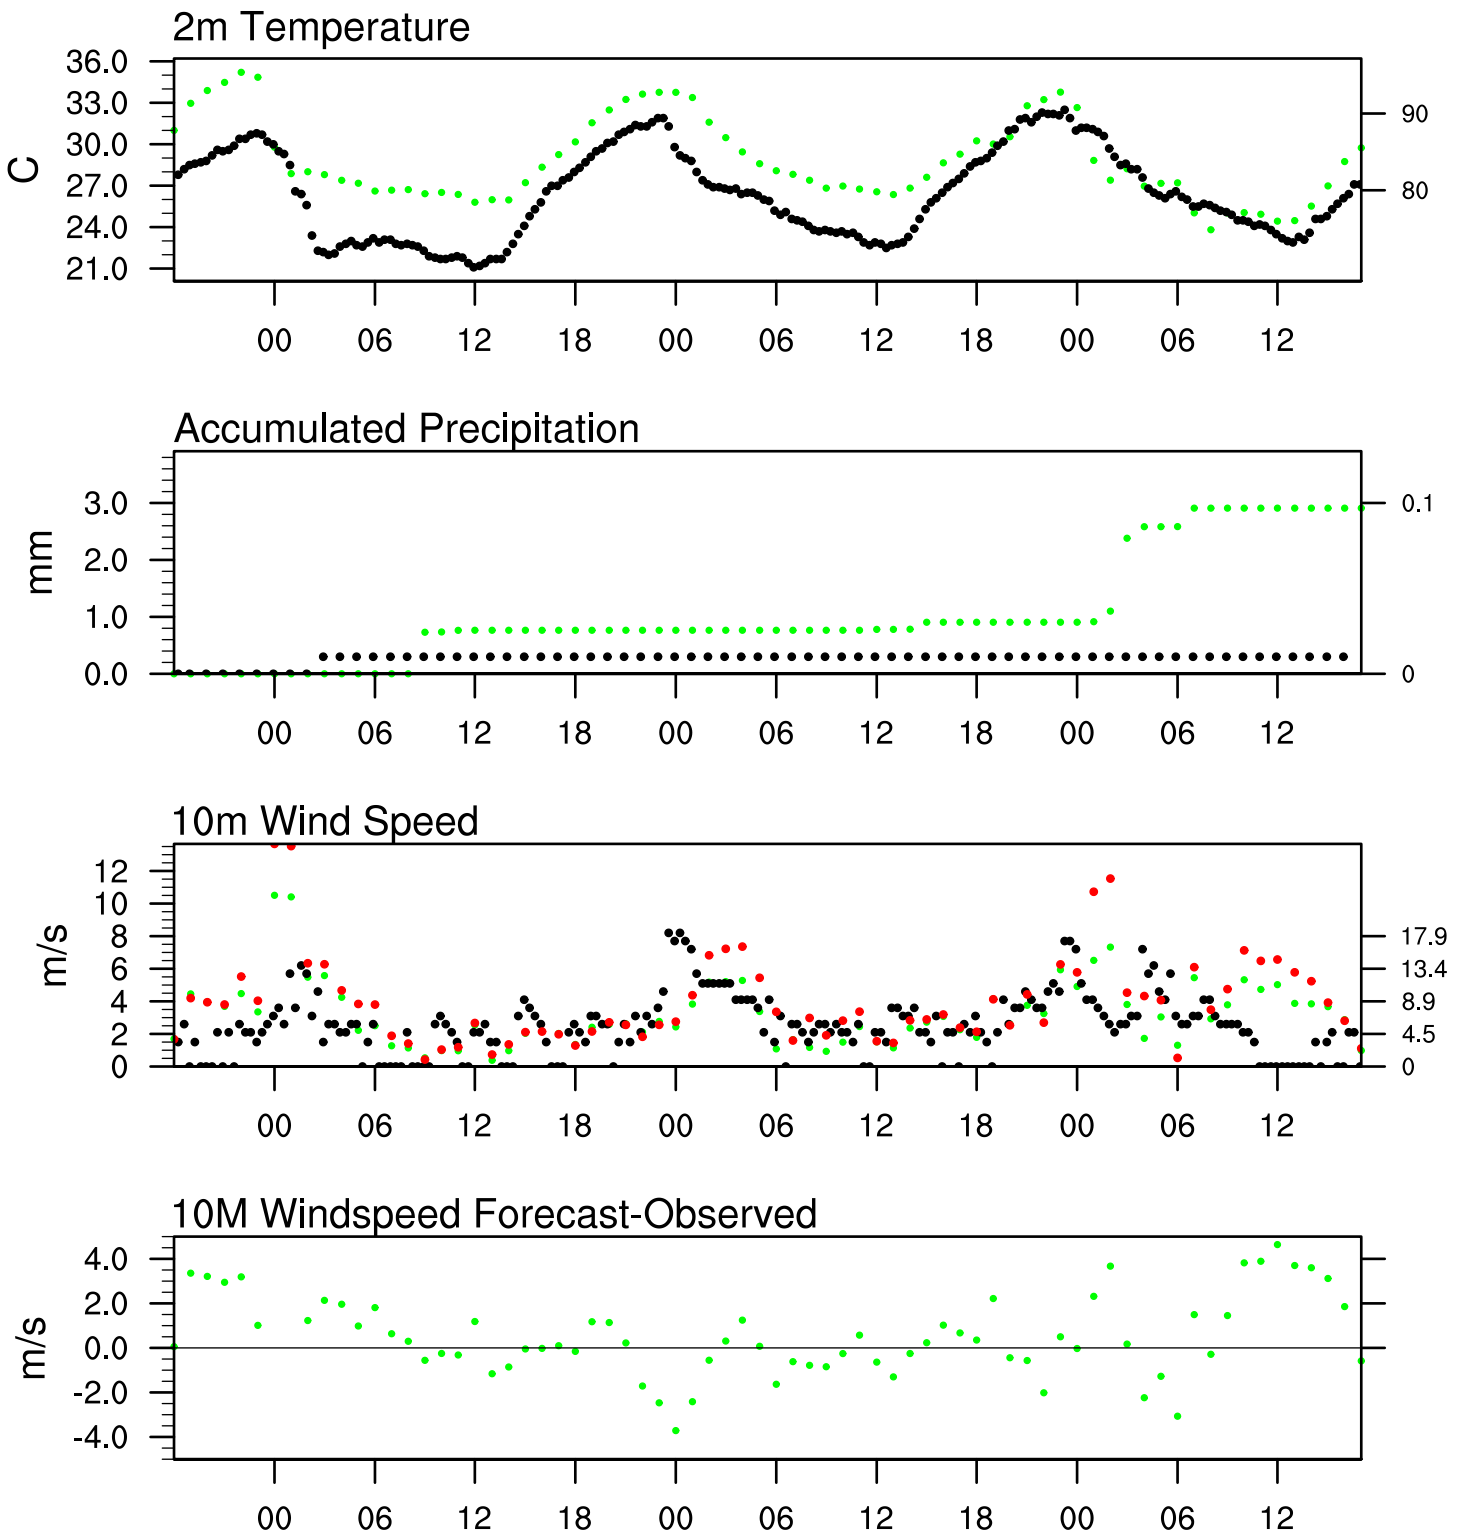 2m Temperature
36.0
33.0
30.0
27.0
24.0
21.0
C
90
80
00 06 12 18 00 06 12 18 00 06 12
Accumulated Precipitation
3.0
2.0
1.0
0.0
mm
0.1
0
00 06 12 18 00 06 12 18 00 06 12
10m Wind Speed
12
10
8
6
4
2
0
m/s
17.9
13.4
8.9
4.5
0
00 06 12 18 00 06 12 18 00 06 12
10M Windspeed Forecast-Observed
4.0
2.0
0.0
-2.0
-4.0
m/s
00 06 12 18 00 06 12 18 00 06 12